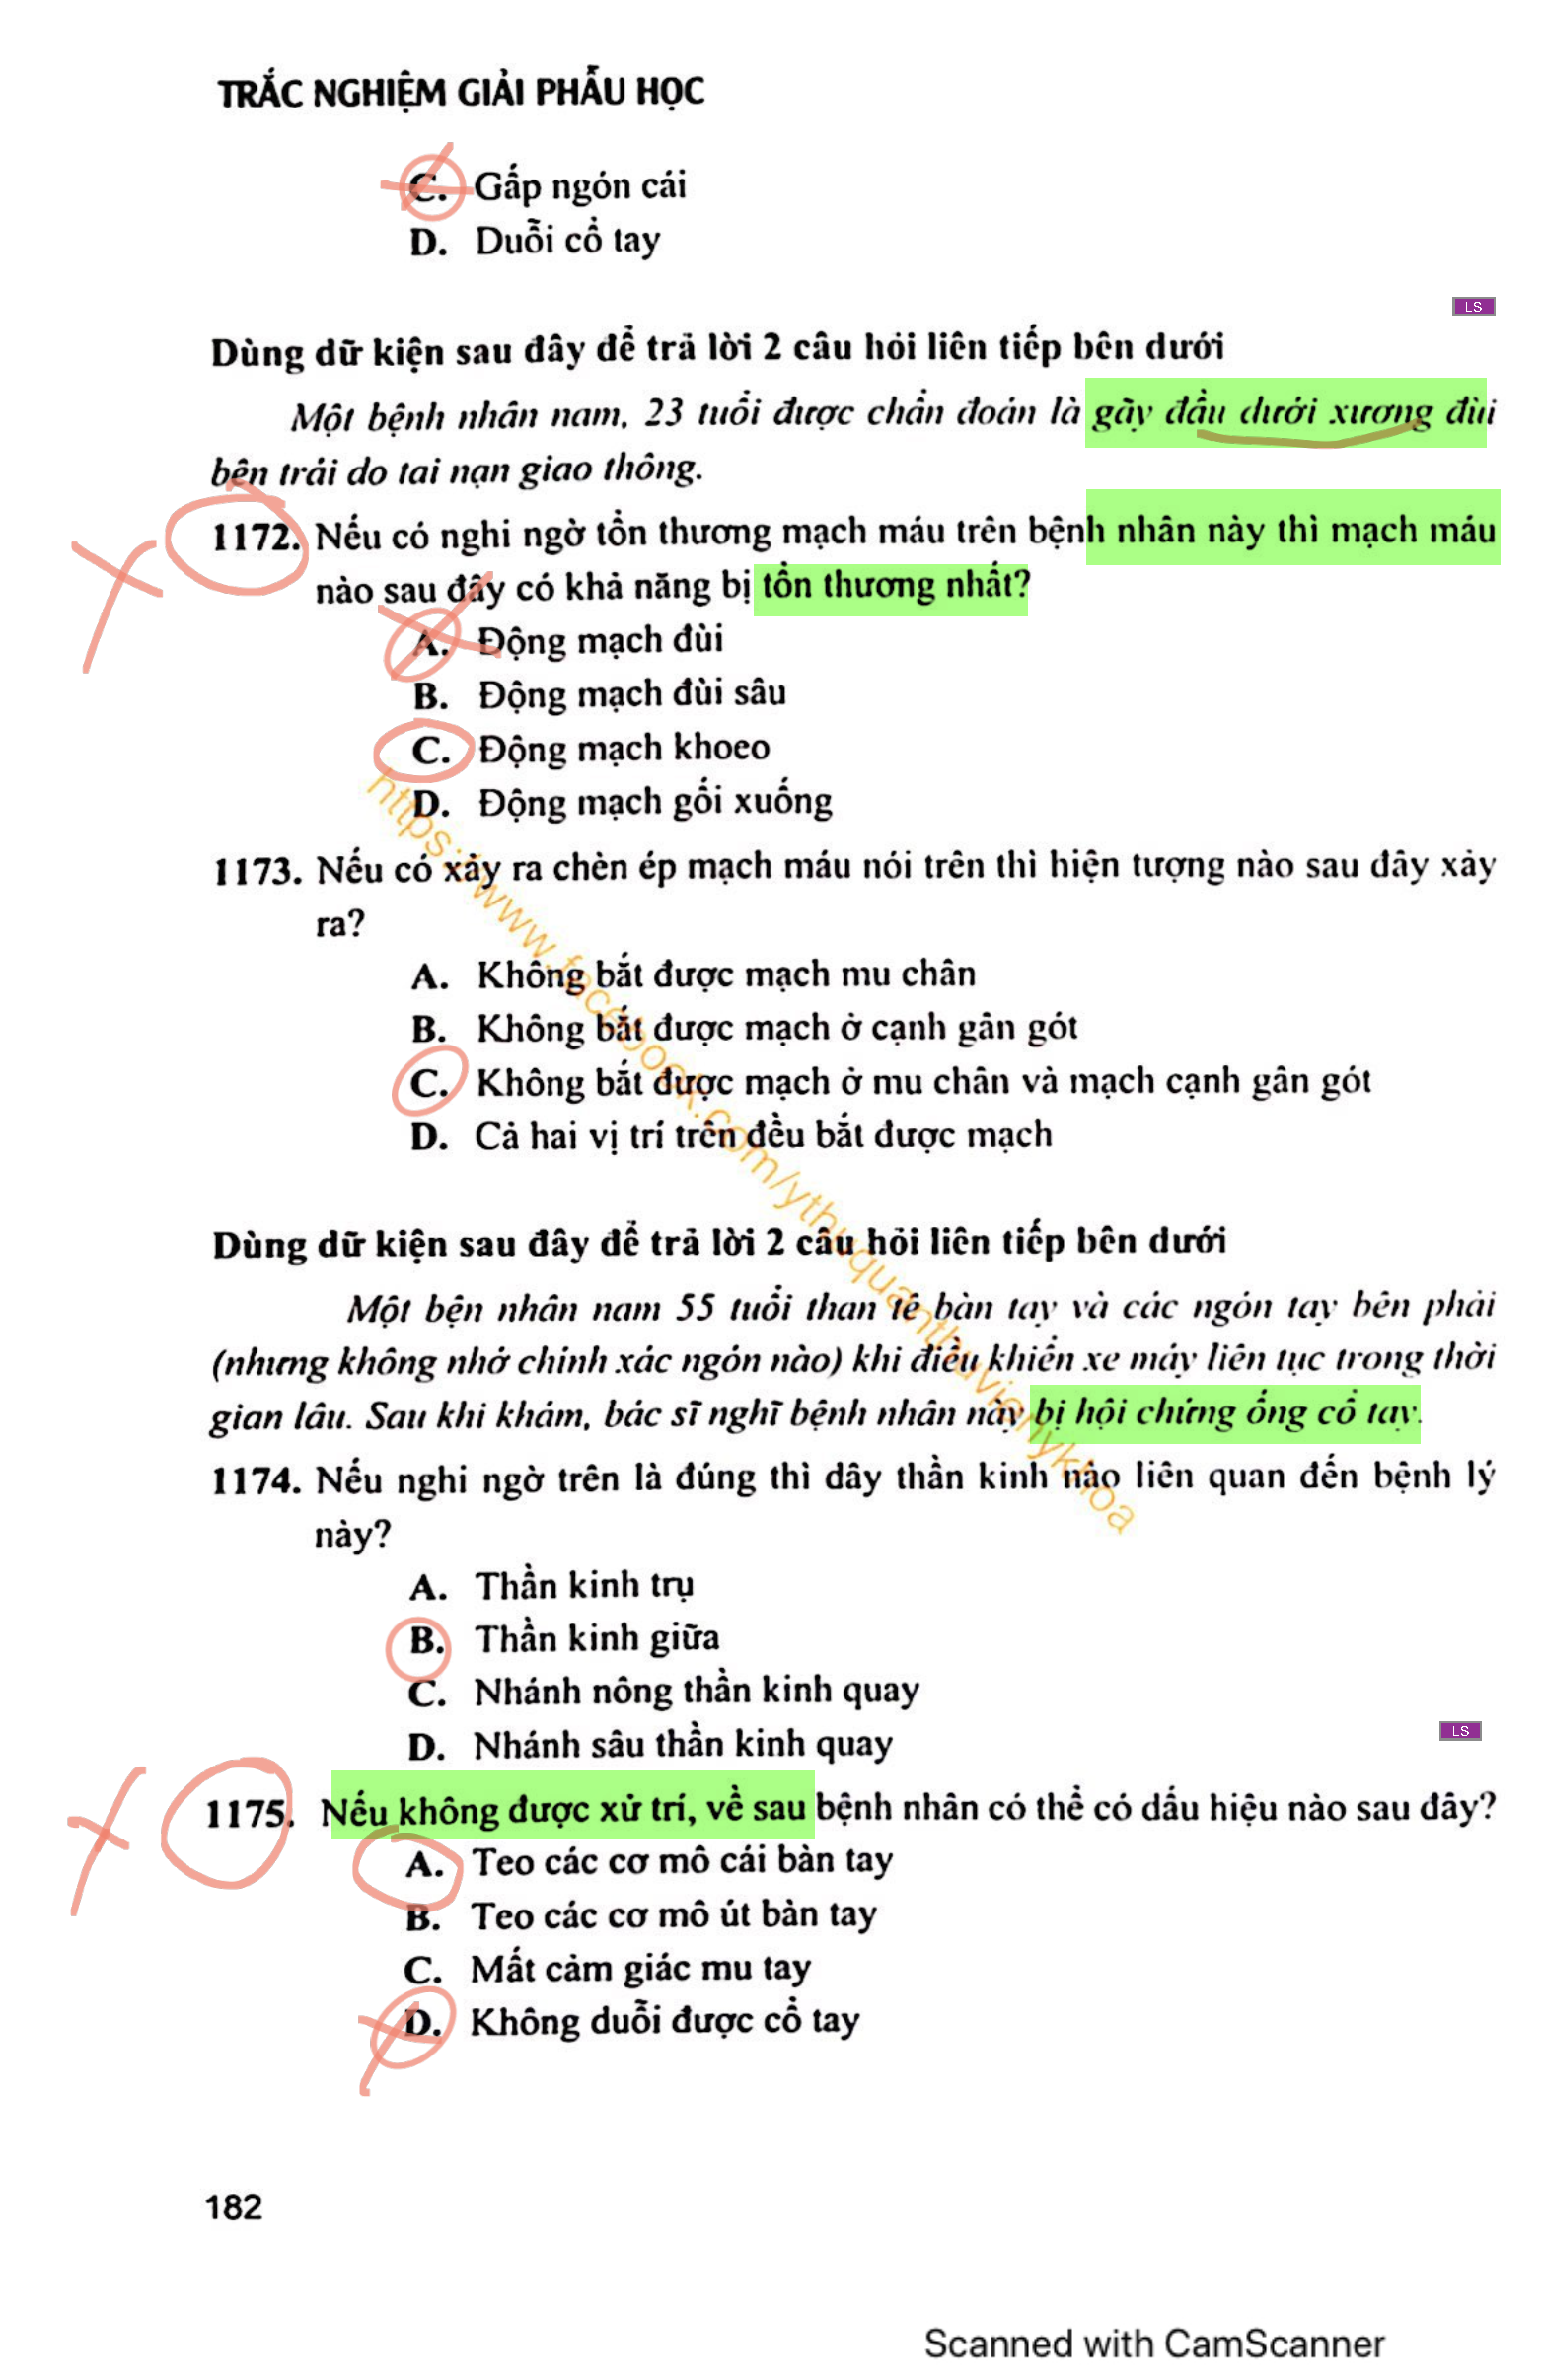 TRẮC NGHIỆM GIẢI PHẪU HỌC
C. Gấp ngón cái
D. Duỗi cổ tay
LS
Dùng dữ kiện sau đây để trả lời 2 câu hỏi liên tiếp bên dưới
Một bệnh nhân nam, 23 tuổi được chẩn đoán là gãy đầu dưới xương đùi
bên trái do tai nạn giao thông.
1172. Nếu có nghi ngờ tổn thương mạch máu trên bệnh nhân này thì mạch máu
nào sau đây có khả năng bị tổn thương nhất?
A. Động mạch đùi
B. Động mạch đùi sâu
C. Động mạch khoeo
D. Động mạch gối xuống
1173. Nếu có xảy ra chèn ép mạch máu nói trên thì hiện tượng nào sau đây xảy
ra?
A. Không bắt được mạch mu chân
B. Không bắt được mạch ở cạnh gân gót
C. Không bắt được mạch ở mu chân và mạch cạnh gân gót
D. Cả hai vị trí trên đều bắt được mạch
https://www.facebook.com/ythuquanthuvienykhoa
Dùng dữ kiện sau đây để trả lời 2 câu hỏi liên tiếp bên dưới
Một bện nhân nam 55 tuổi than tê bàn tay và các ngón tay bên phải
(nhưng không nhớ chính xác ngón nào) khi điều khiển xe máy liên tục trong thời
gian lâu. Sau khi khám, bác sĩ nghĩ bệnh nhân này bị hội chứng ống cổ tay.
1174. Nếu nghi ngờ trên là đúng thì dây thần kinh nào liên quan đến bệnh lý
này?
A. Thần kinh trụ
B. Thần kinh giữa
C. Nhánh nông thần kinh quay
D. Nhánh sâu thần kinh quay
LS
1175. Nếu không được xử trí, về sau bệnh nhân có thể có dấu hiệu nào sau đây?
A. Teo các cơ mô cái bàn tay
B. Teo các cơ mô út bàn tay
C. Mất cảm giác mu tay
D. Không duỗi được cổ tay
182
Scanned with CamScanner